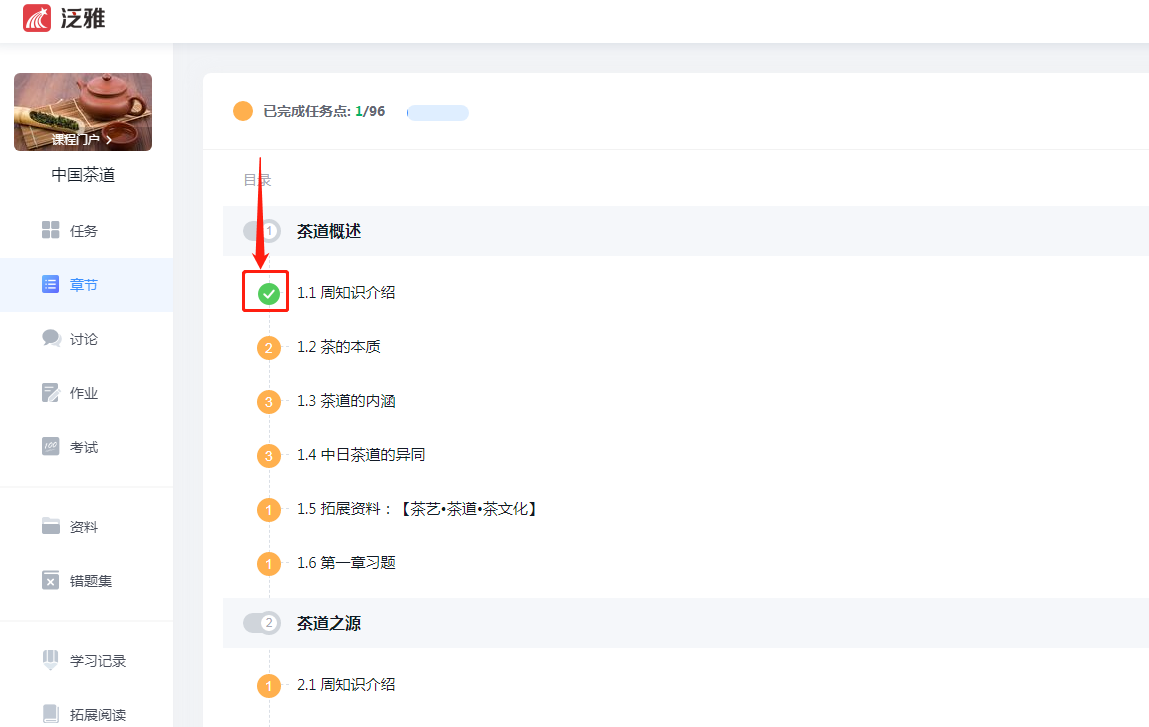 泛雅
课程门户 >
中国茶道
任务
章节
讨论
作业
100
考试
资料
错题集
学习记录
拓展阅读
已完成任务点: 1/96
目录
1 茶道概述
1.1 周知识介绍
2 1.2 茶的本质
3 1.3 茶道的内涵
3 1.4 中日茶道的异同
1 1.5 拓展资料：【茶艺•茶道•茶文化】
1 1.6 第一章习题
2 茶道之源
1 2.1 周知识介绍